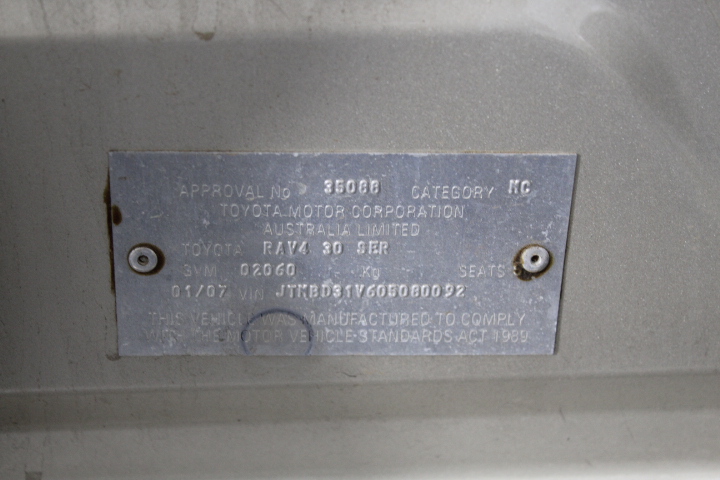 APPROVAL No 35088 CATEGORY MC
TOYOTA MOTOR CORPORATION
AUSTRALIA LIMITED
TOYOTA RAV4 30 SER
GVM 02060 Kg SEATS 5
01/07 VIN JTMBD31V605080092
THIS VEHICLE WAS MANUFACTURED TO COMPLY
WITH THE MOTOR VEHICLE STANDARDS ACT 1989